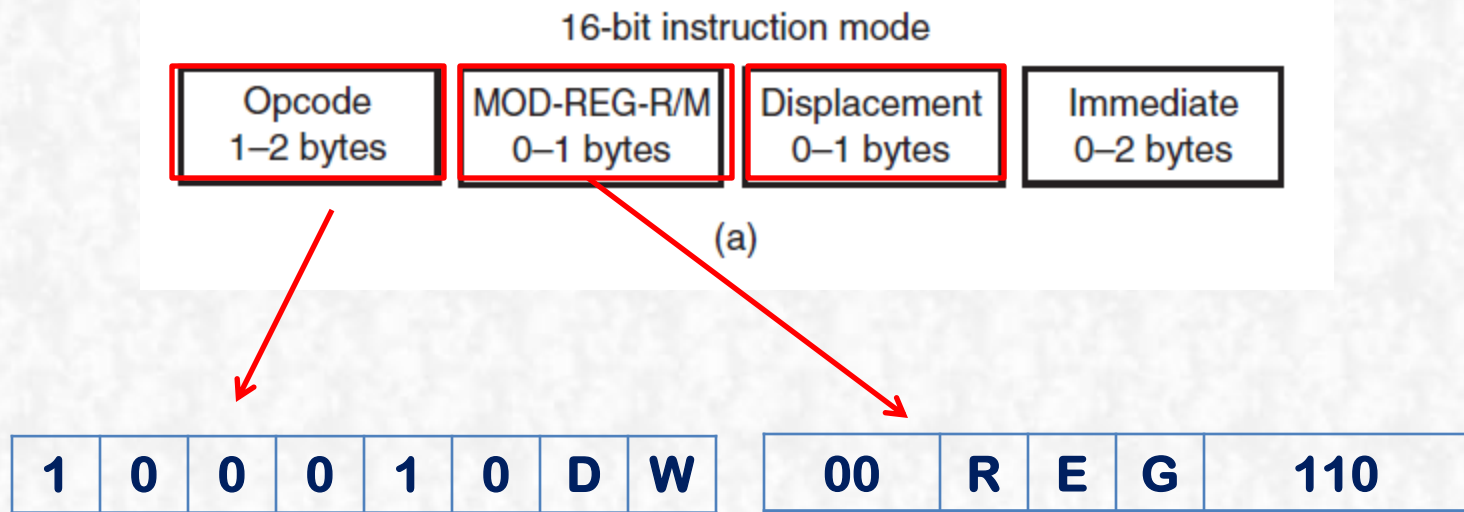 16-bit instruction mode
Opcode MOD-REG-R/M Displacement Immediate
1–2 bytes 0–1 bytes 0–1 bytes 0–2 bytes
(a)
1 0 0 0 1 0 D W 00 R E G 110